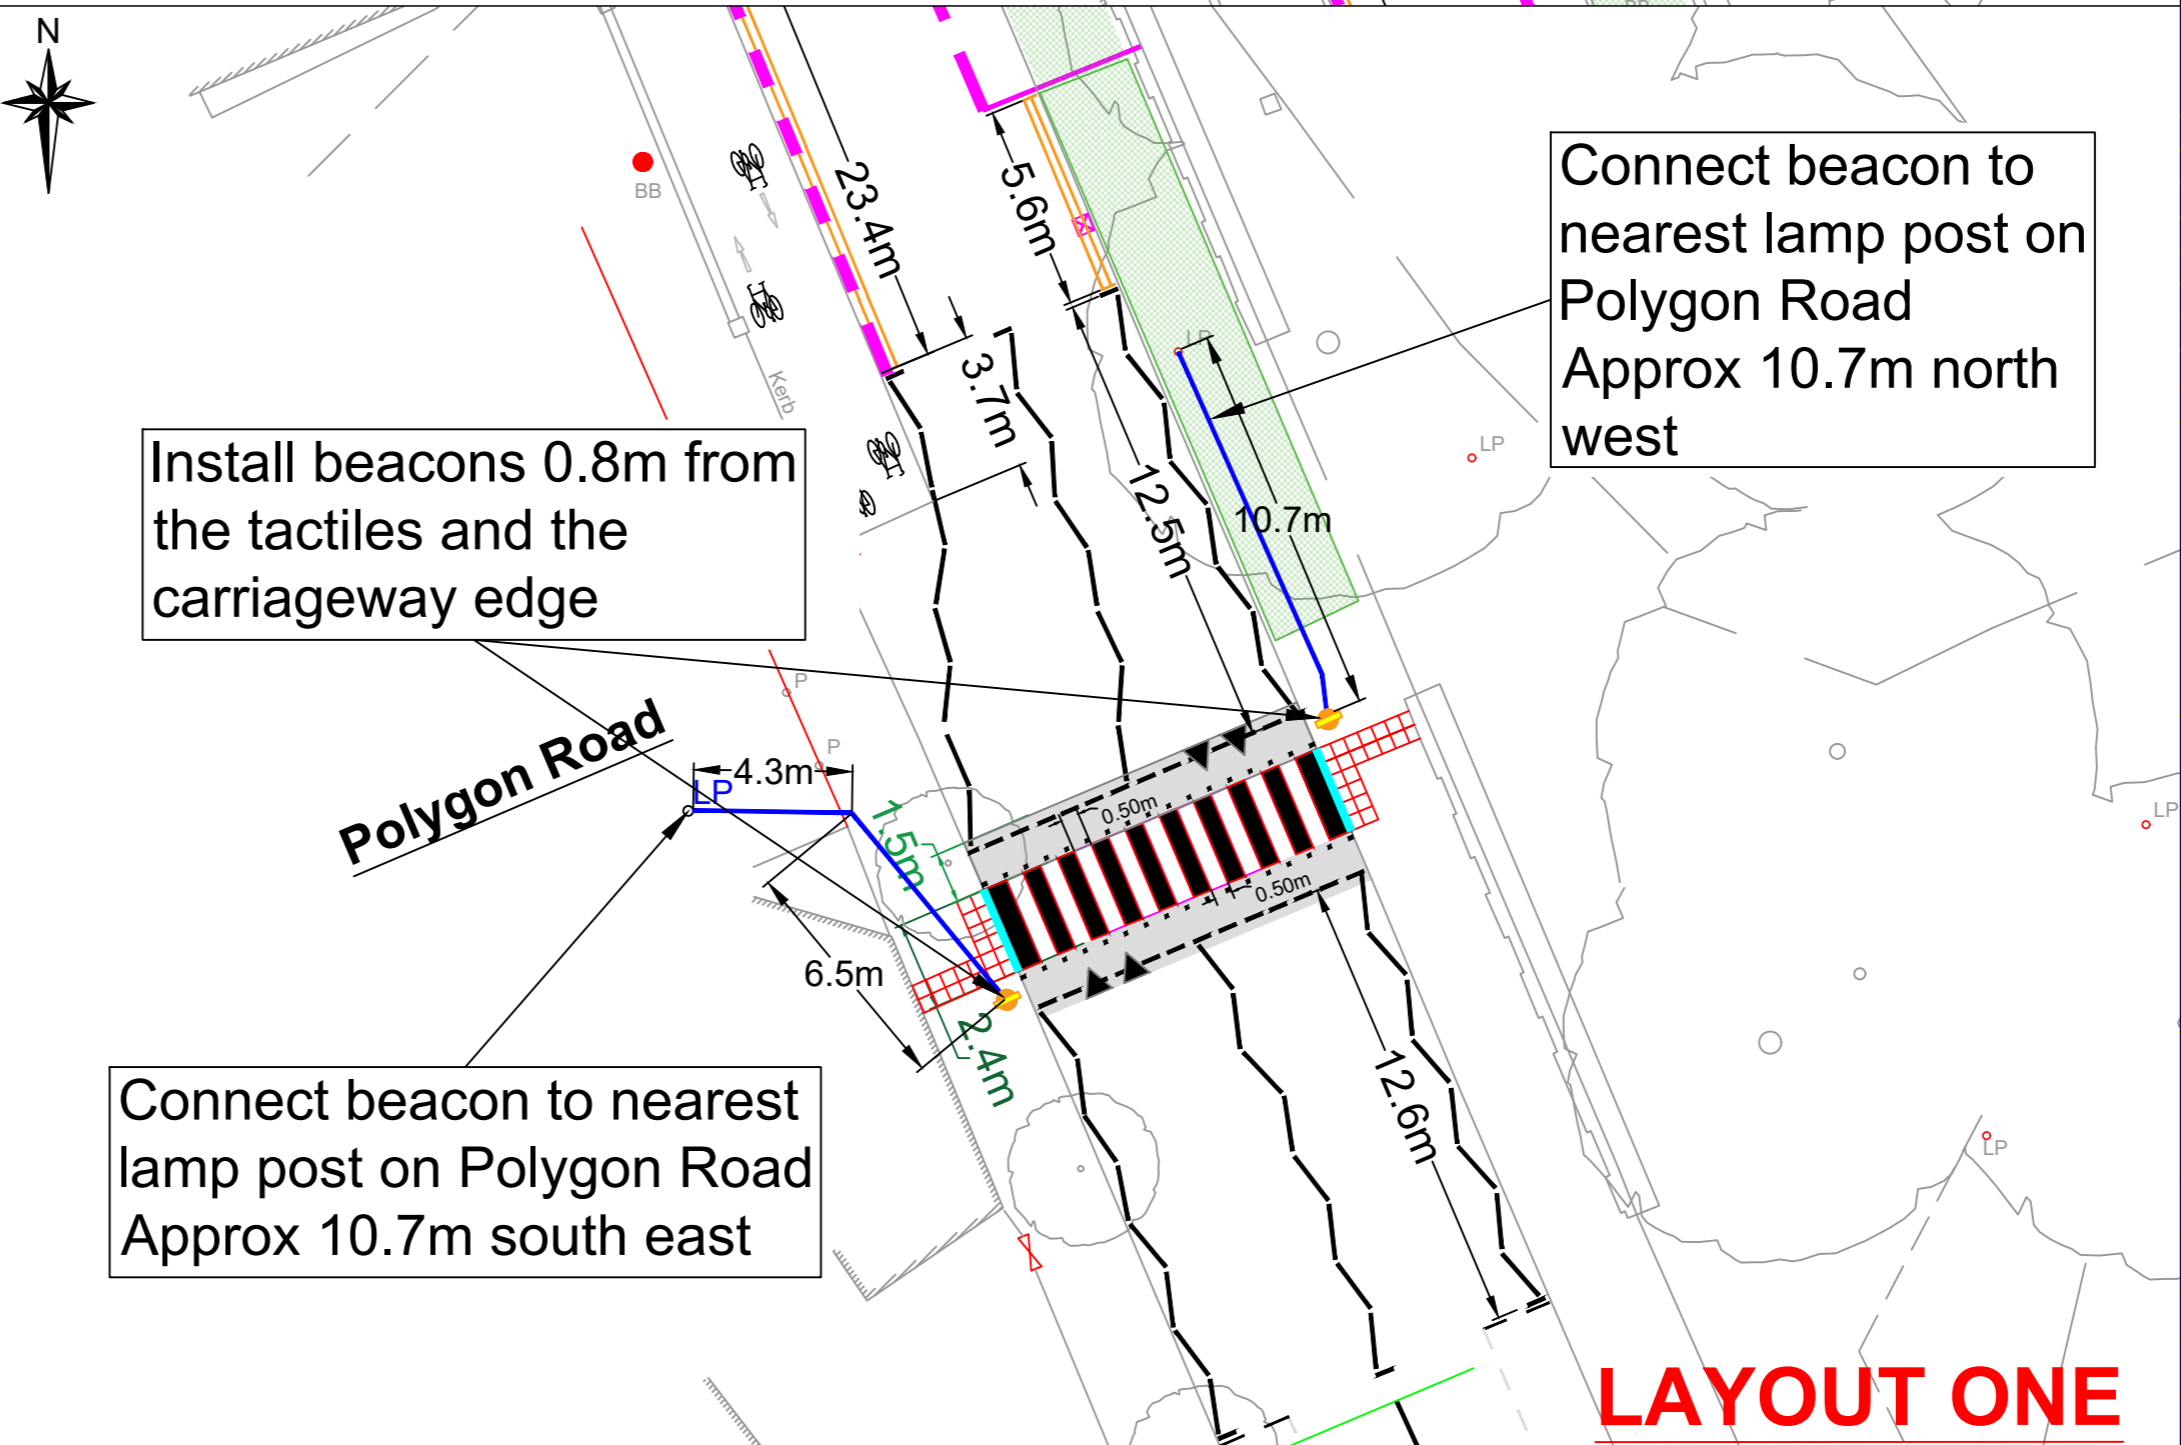 N
BB
23.4m
5.6m
Connect beacon to
nearest lamp post on
Polygon Road
Approx 10.7m north
west
LP
Kerb
3.7m
LP
Install beacons 0.8m from
the tactiles and the
carriageway edge
12.5m
10.7m
P
Polygon Road
P
4.3m
LP
1.5m
0.50m
LP
0.50m
6.5m
2.4m
12.6m
Connect beacon to nearest
lamp post on Polygon Road
Approx 10.7m south east
LP
LAYOUT ONE